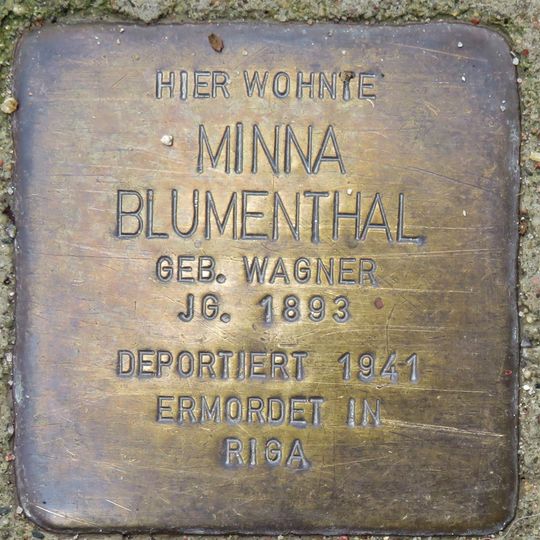 HIER WOHNTE
MINNA
BLUMENTHAL
GEB. WAGNER
JG. 1893
DEPORTIERT 1941
ERMORDET IN
RIGA